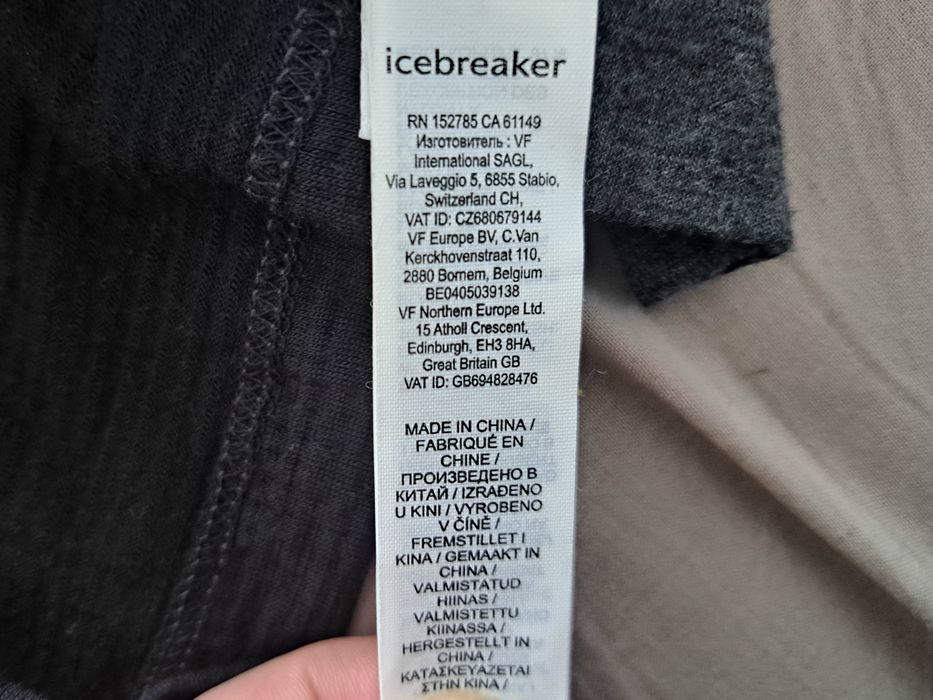 icebreaker
RN 152785 CA 61149
Изготовитель : VF
International SAGL,
Via Laveggio 5, 6855 Stabio,
Switzerland CH,
VAT ID: CZ680679144
VF Europe BV, C.Van
Kerckhovenstraat 110,
2880 Bornem, Belgium
BE0405039138
VF Northern Europe Ltd.
15 Atholl Crescent,
Edinburgh, EH3 8HA,
Great Britain GB
VAT ID: GB694828476
MADE IN CHINA /
FABRIQUÉ EN
CHINE /
ПРОИЗВЕДЕНО В
КИТАЙ / IZRAĐENO
U KINI / VYROBENO
V ČÍNĚ /
FREMSTILLET I
KINA / GEMAAKT IN
CHINA /
VALMISTATUD
HIINAS /
VALMISTETTU
KIINASSA /
HERGESTELLT IN
CHINA /
ΚΑΤΑΣΚΕΥΑΖΕΤΑΙ
ΣΤΗΝ ΚΙΝΑ /